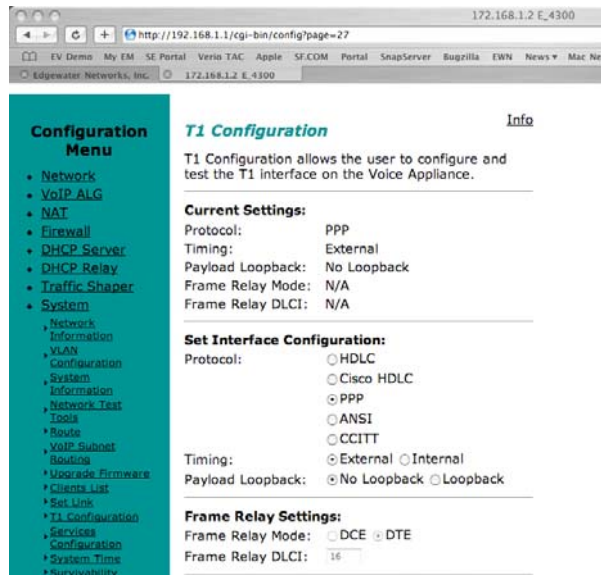 172.168.1.2 E_4300
http://192.168.1.1/cgi-bin/config?page=27
EV Demo My EM SE Portal Verio TAC Apple SF.COM Portal SnapServer Bugzilla EWN News Mac Ne
Edgewater Networks, Inc. 172.168.1.2 E_4300
Configuration Menu
Network
VoIP ALG
NAT
Firewall
DHCP Server
DHCP Relay
Traffic Shaper
System
Network Information
VLAN Configuration
System Information
Network Test Tools
Route
VoIP Subnet Routing
Upgrade Firmware
Clients List
Set Link
T1 Configuration
Services Configuration
System Time
Survivability
Info
T1 Configuration
T1 Configuration allows the user to configure and
test the T1 interface on the Voice Appliance.
Current Settings:
Protocol: PPP
Timing: External
Payload Loopback: No Loopback
Frame Relay Mode: N/A
Frame Relay DLCI: N/A
Set Interface Configuration:
Protocol: HDLC
Cisco HDLC
PPP
ANSI
CCITT
Timing: External Internal
Payload Loopback: No Loopback Loopback
Frame Relay Settings:
Frame Relay Mode: DCE DTE
Frame Relay DLCI: 16